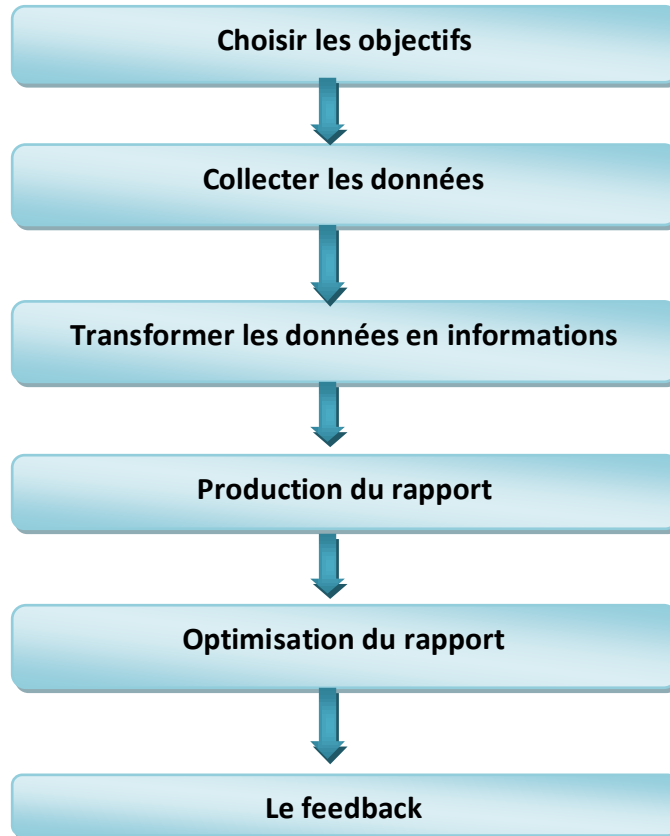 Choisir les objectifs
Collecter les données
Transformer les données en informations
Production du rapport
Optimisation du rapport
Le feedback